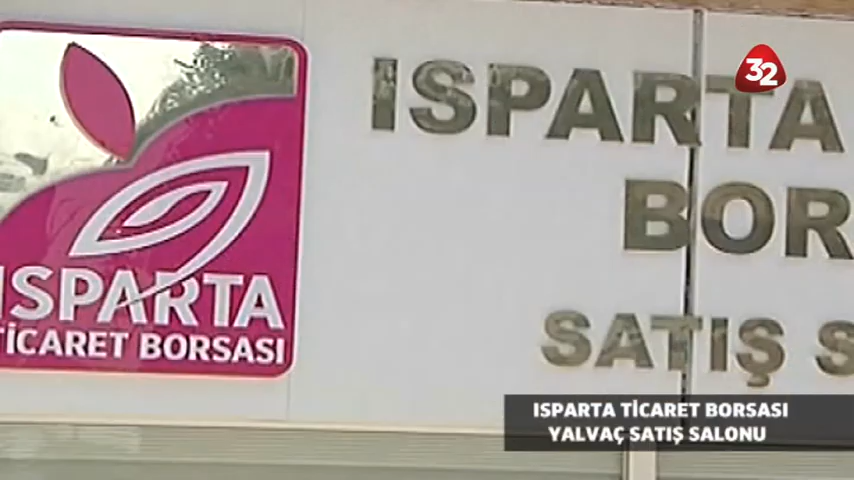 32
ISPARTA
BOR
SATIŞ S
ISPARTA
TİCARET BORSASI
ISPARTA TİCARET BORSASI
YALVAÇ SATIŞ SALONU